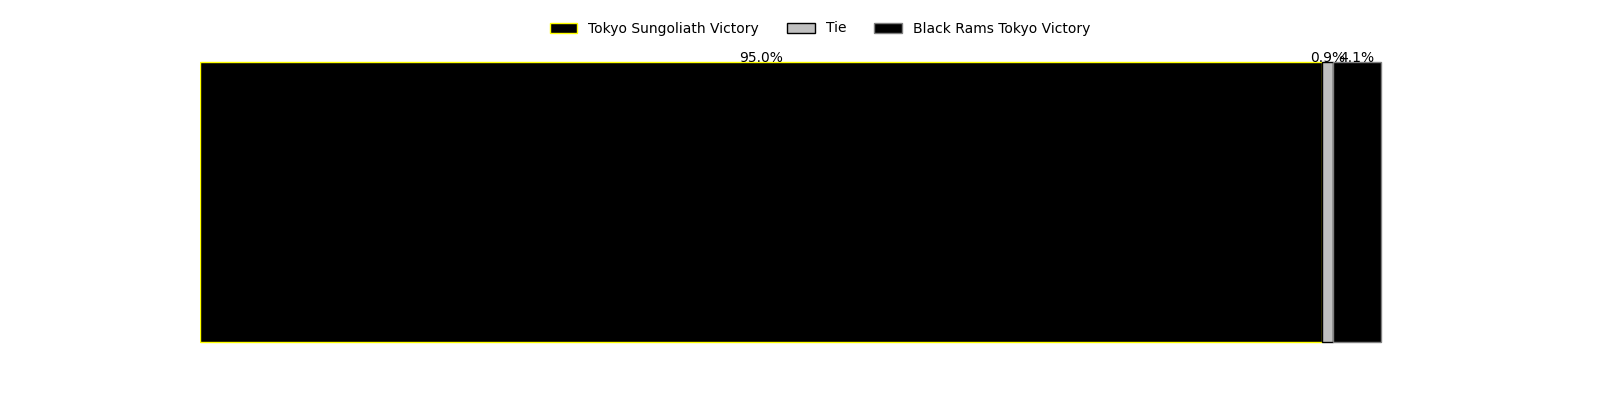 Tokyo Sungoliath Victory Tie Black Rams Tokyo Victory
95.0% 0.9% 4.1%